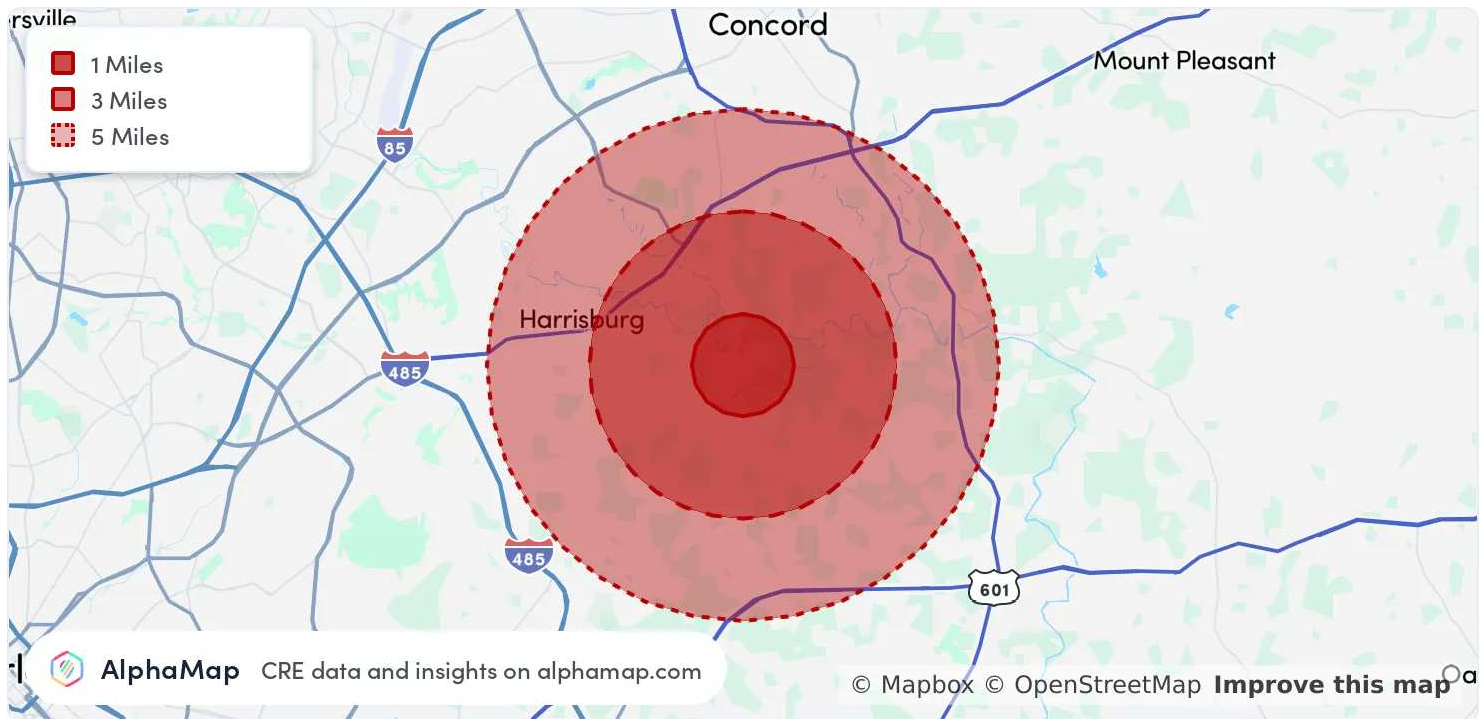 ersville
Concord
Mount Pleasant
1 Miles
3 Miles
5 Miles
85
Harrisburg
485
485
601
AlphaMap CRE data and insights on alphamap.com
© Mapbox © OpenStreetMap Improve this map